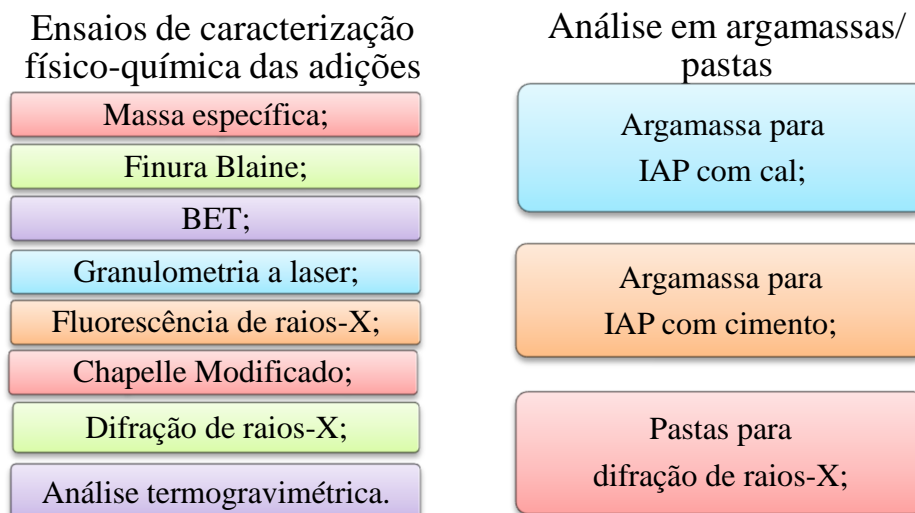 Ensaios de caracterização
físico-química das adições
Massa específica;
Finura Blaine;
BET;
Granulometria a laser;
Fluorescência de raios-X;
Chapelle Modificado;
Difração de raios-X;
Análise termogravimétrica.
Análise em argamassas/
pastas
Argamassa para
IAP com cal;
Argamassa para
IAP com cimento;
Pastas para
difração de raios-X;